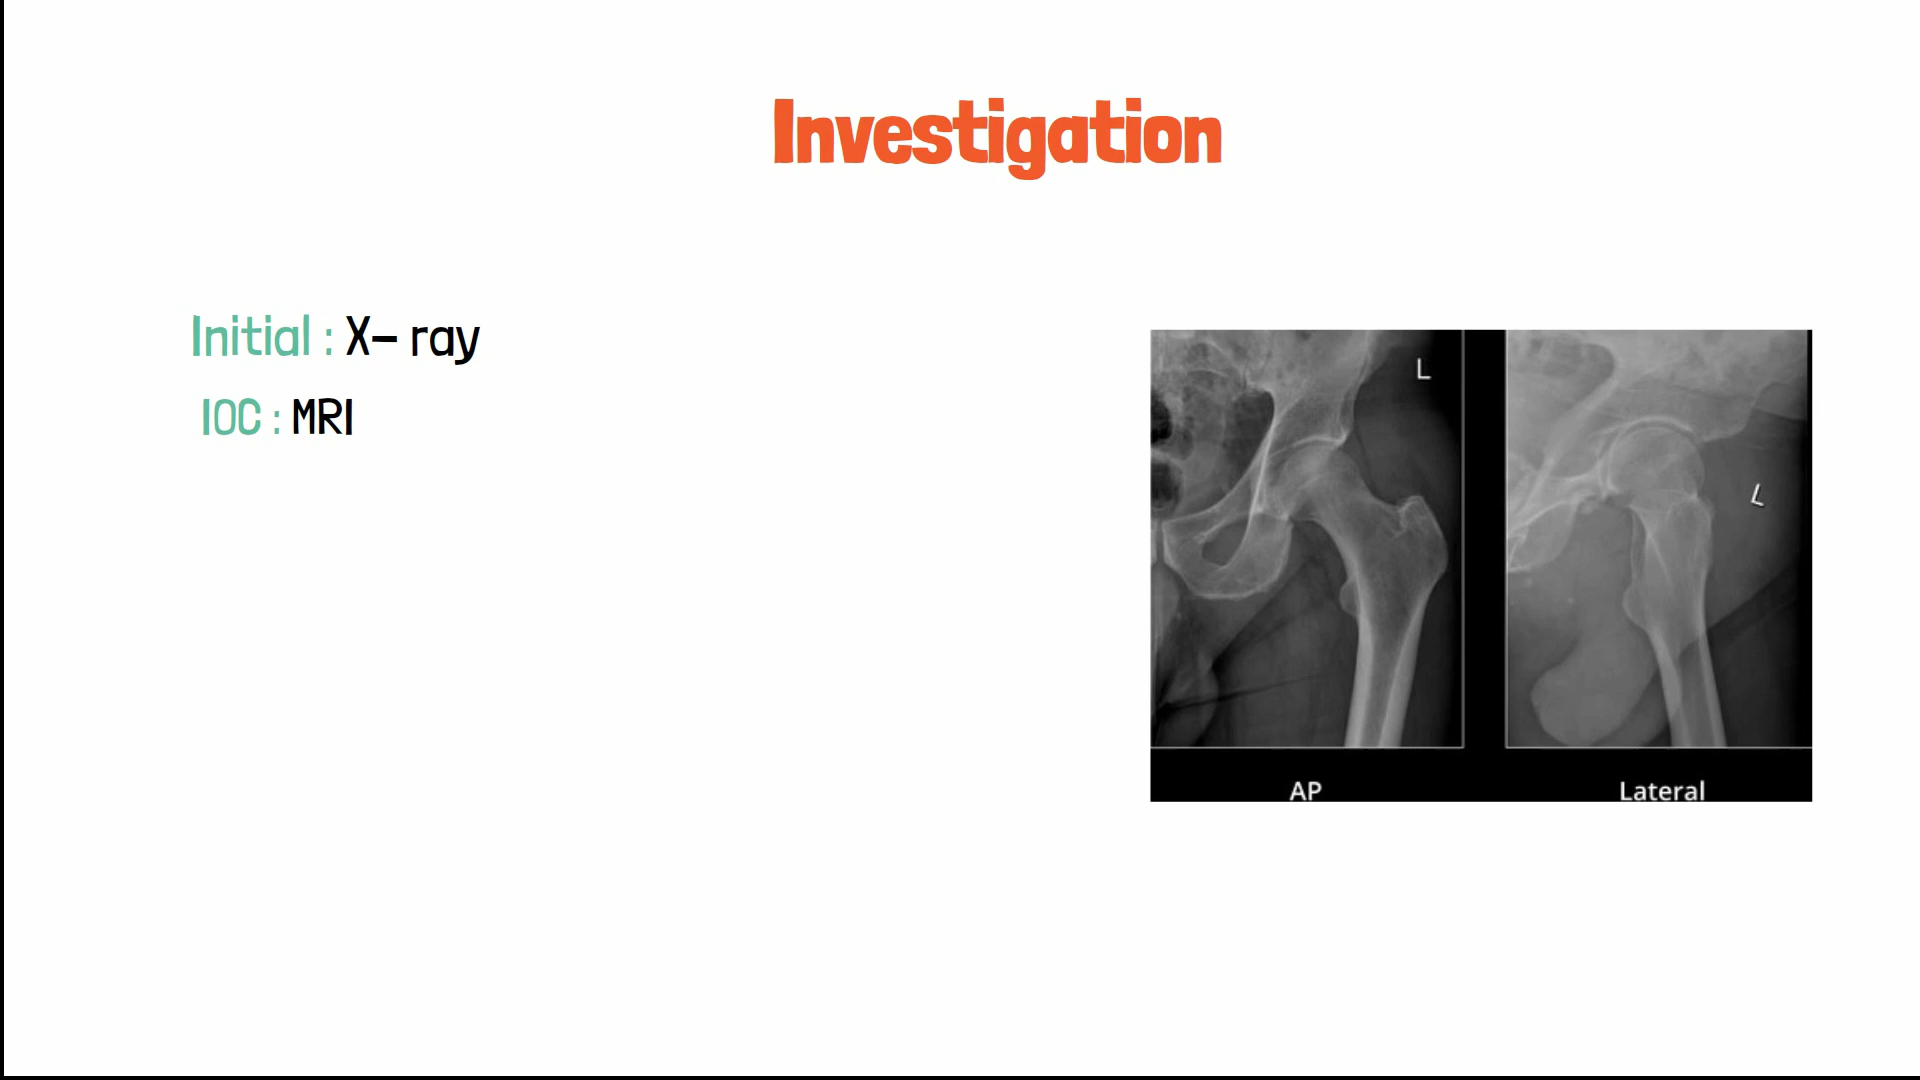 Investigation
Initial : X- ray
IOC : MRI
L
L
AP
Lateral